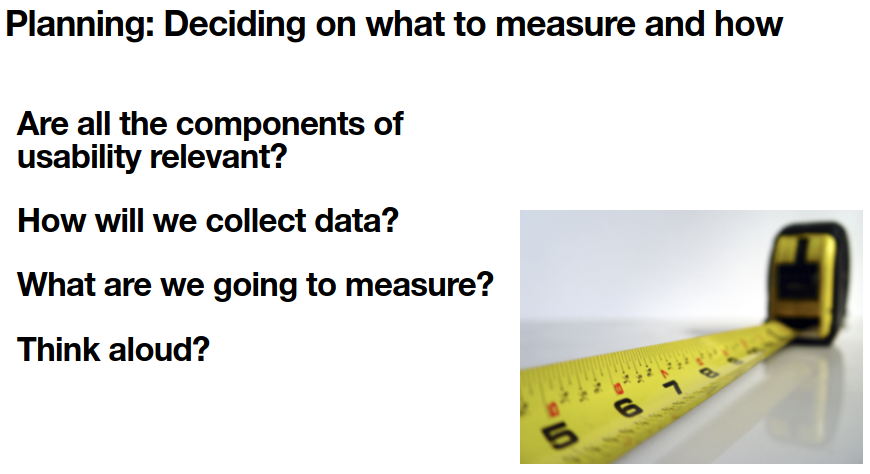 Planning: Deciding on what to measure and how
Are all the components of
usability relevant?
How will we collect data?
What are we going to measure?
Think aloud?
5 6 7 8